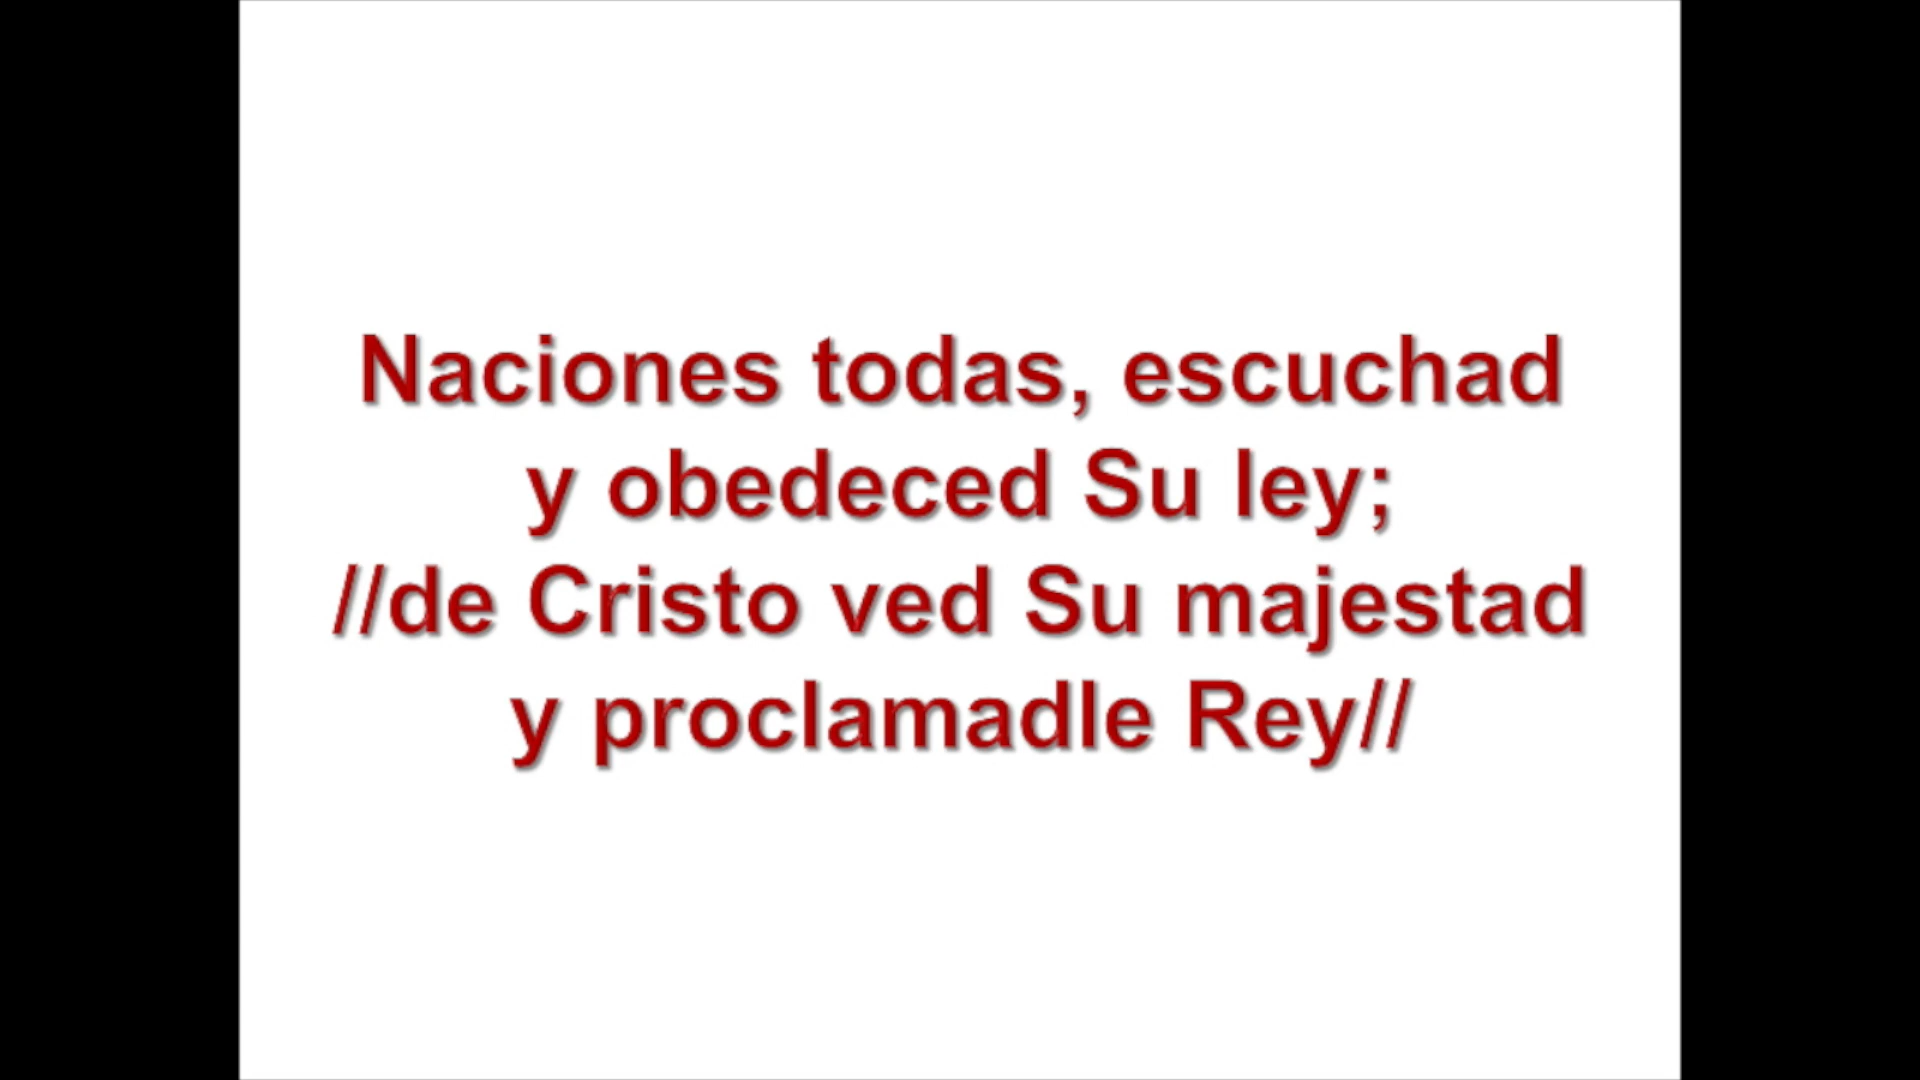 Naciones todas, escuchad
y obedeced Su ley;
//de Cristo ved Su majestad
y proclamadle Rey//